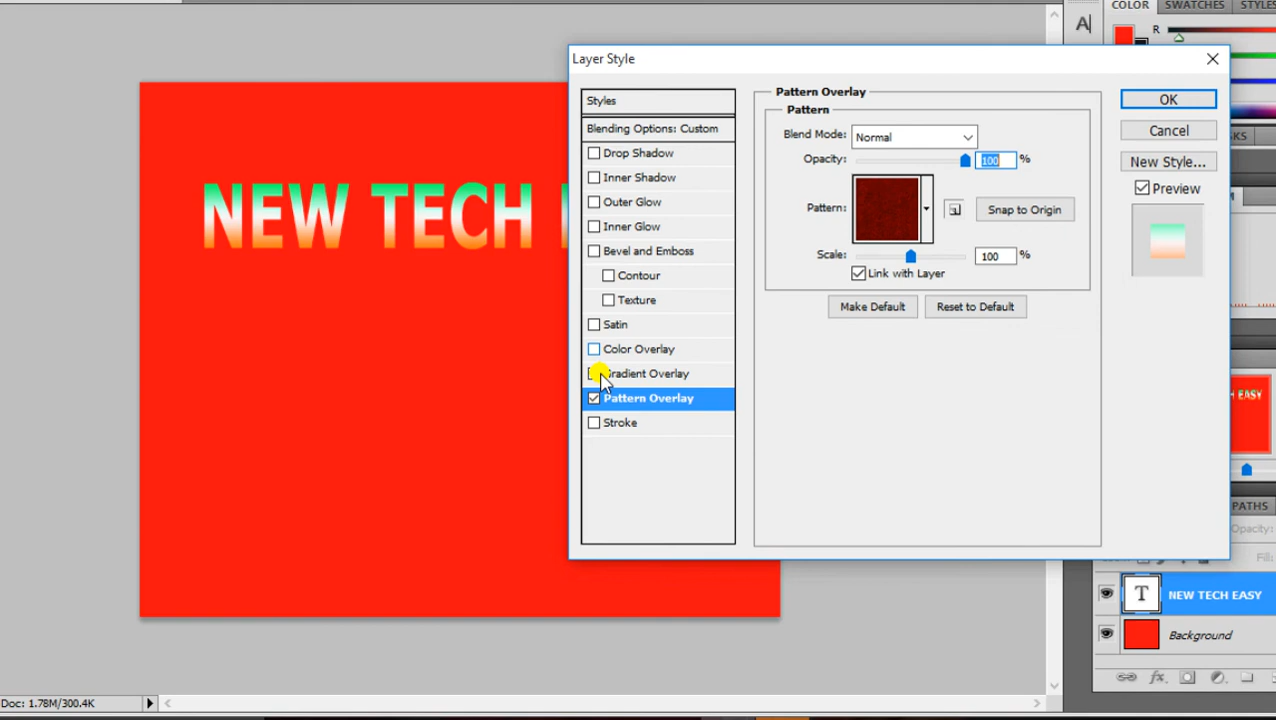 COLOR SWATCHES STYLES
A
R
Layer Style
Styles
Blending Options: Custom
Drop Shadow
Inner Shadow
Outer Glow
Inner Glow
Bevel and Emboss
Contour
Texture
Satin
Color Overlay
Gradient Overlay
Pattern Overlay
Stroke
Pattern Overlay
Pattern
Blend Mode: Normal
Opacity: 100 %
Pattern: Snap to Origin
Scale: 100 %
Link with Layer
Make Default Reset to Default
OK
Cancel
New Style...
Preview
NEW TECH
EASY
PATHS
Opacity:
Fill:
T NEW TECH EASY
Background
fx
Doc: 1.78M/300.4K